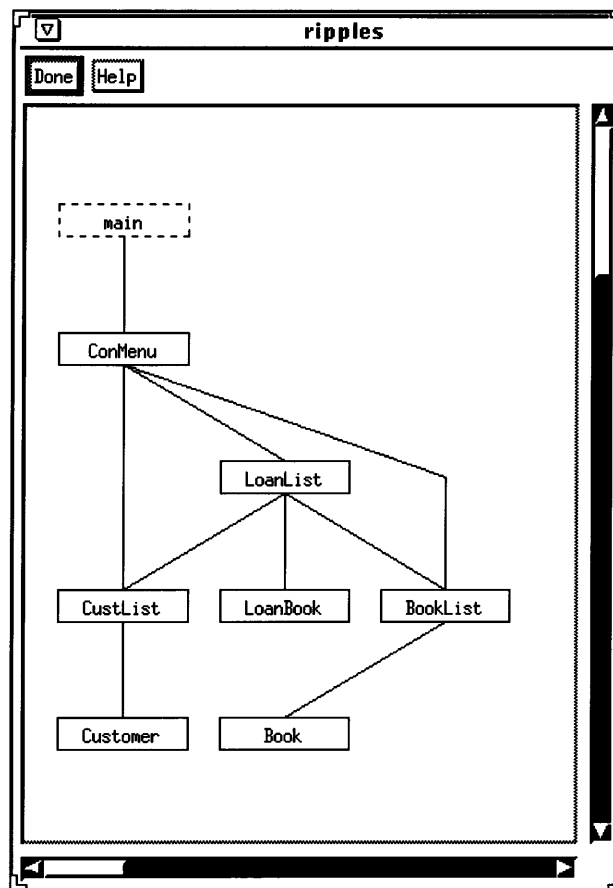 ripples
Done Help
main
ConMenu
LoanList
CustList LoanBook BookList
Customer Book